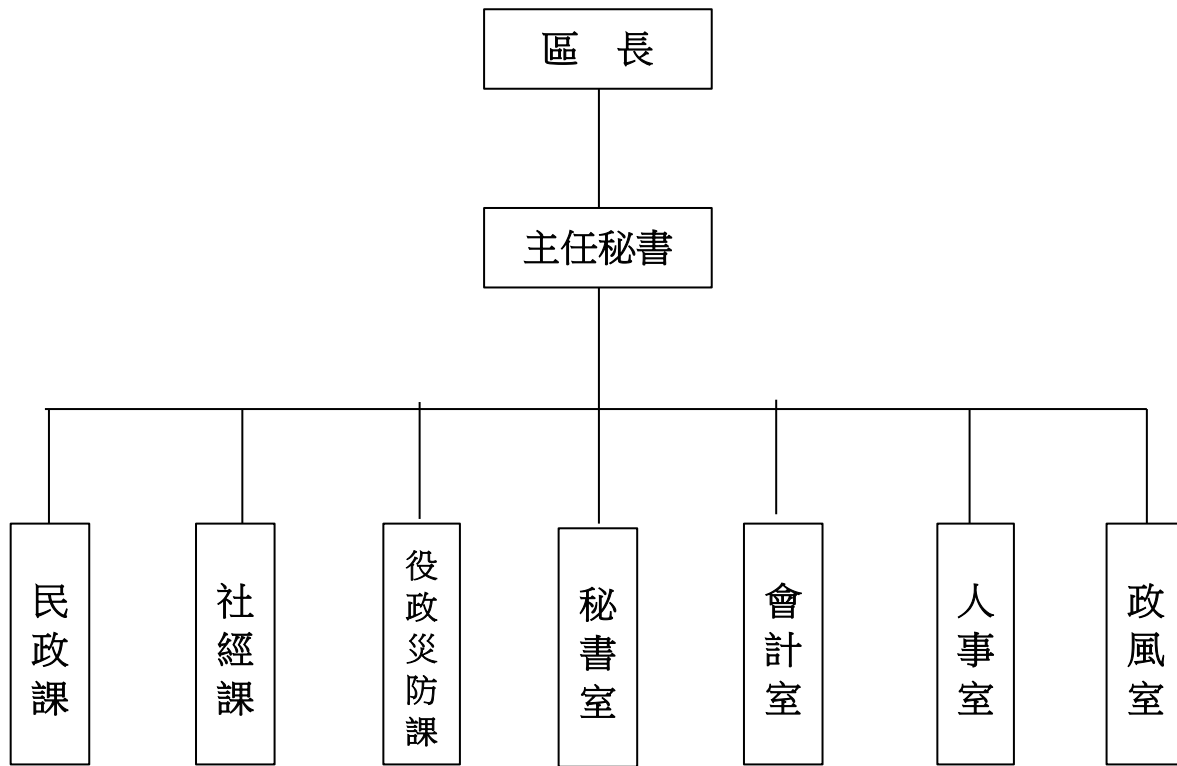 區　長
主任秘書
民政課
社經課
役政災防課
秘書室
會計室
人事室
政風室